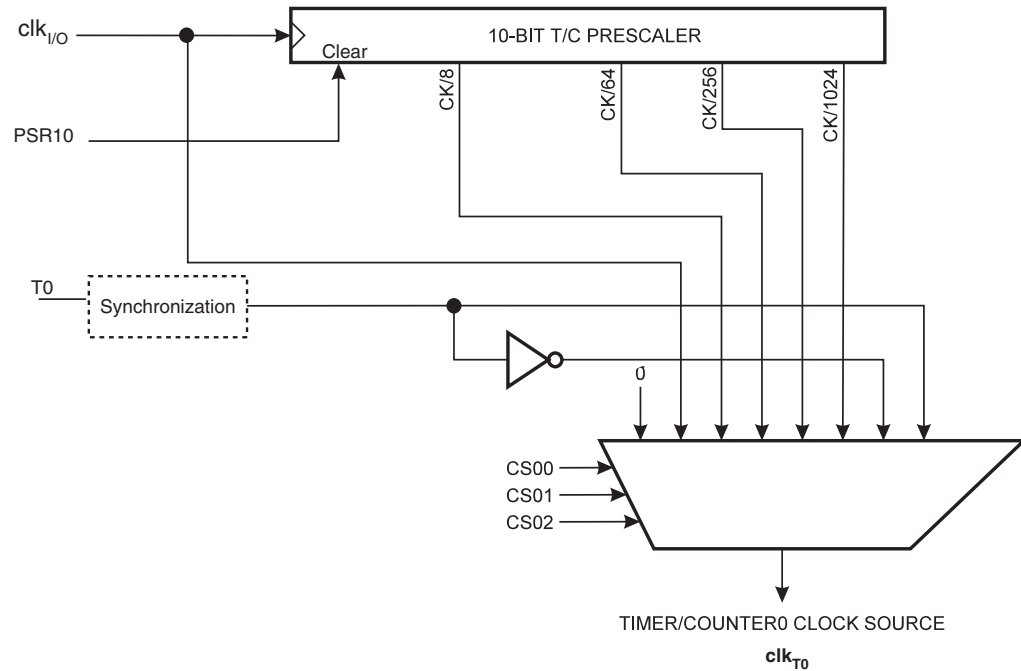 clkI/O
10-BIT T/C PRESCALER
Clear
CK/8
CK/64
CK/256
CK/1024
PSR10
T0
Synchronization
0
CS00
CS01
CS02
TIMER/COUNTER0 CLOCK SOURCE
clkT0